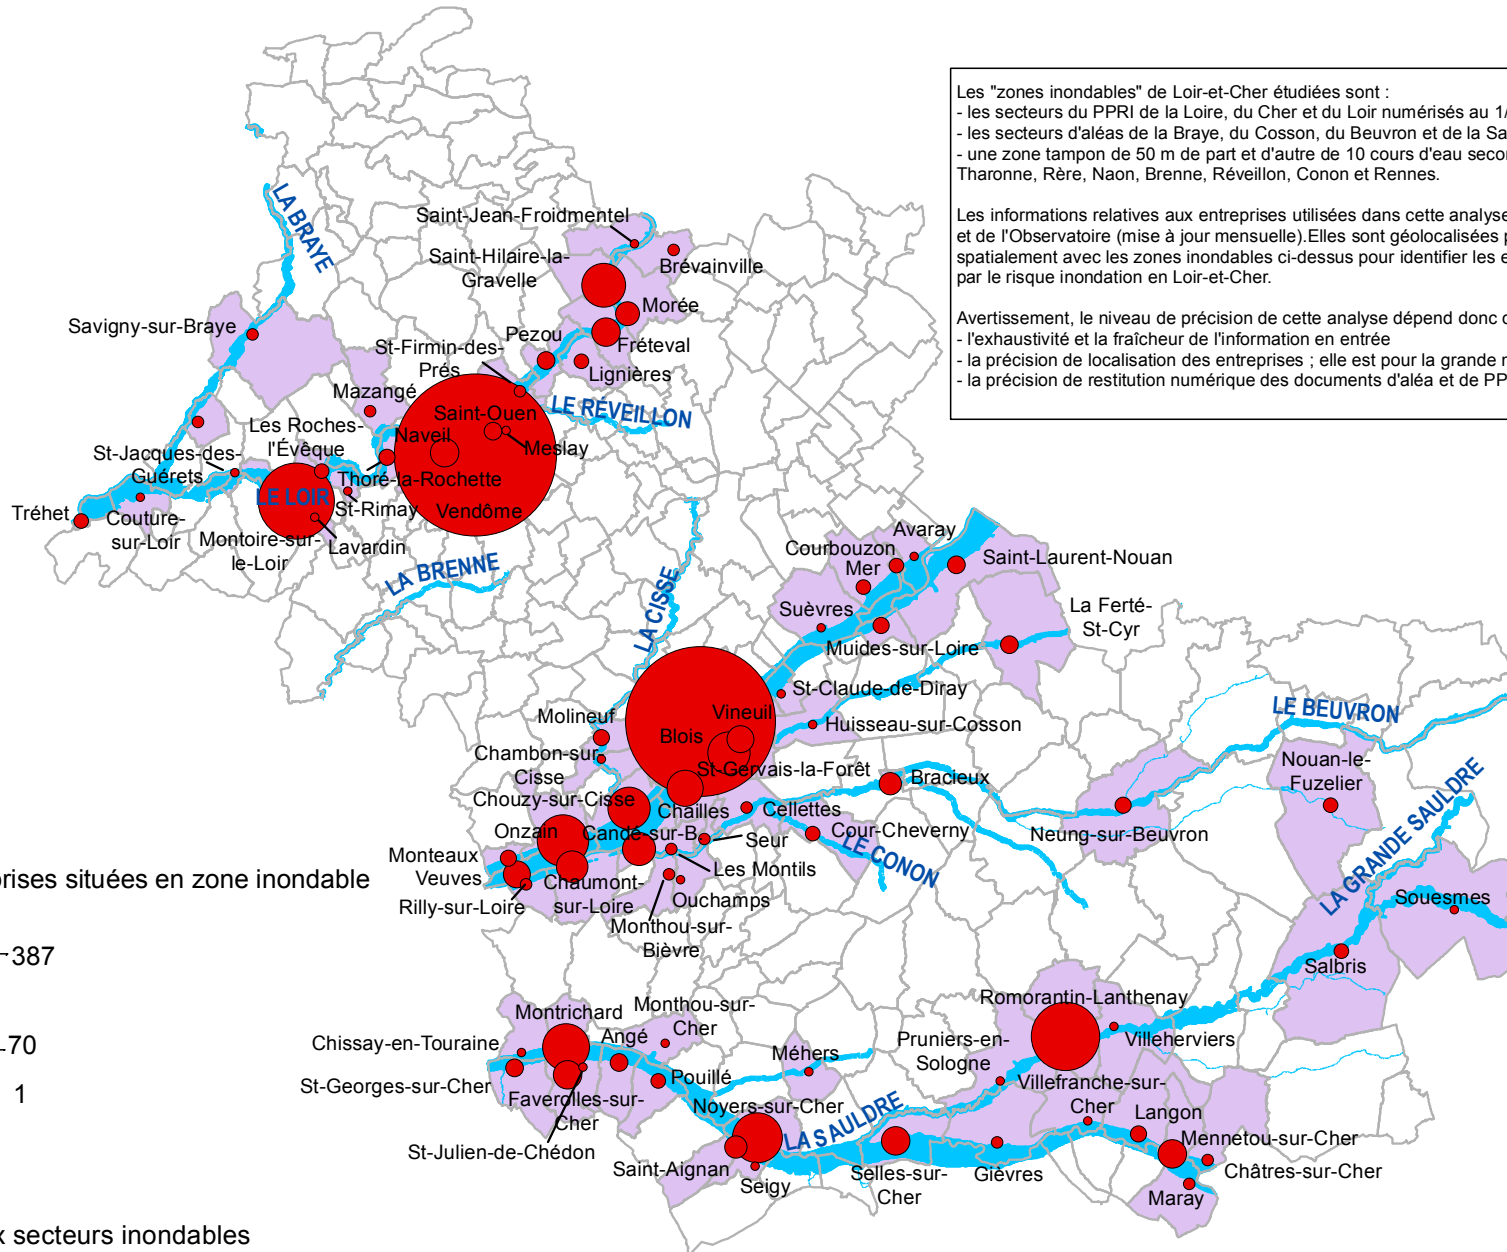 Les "zones inondables" de Loir-et-Cher étudiées sont :
- les secteurs du PPRI de la Loire, du Cher et du Loir numérisés au 1/
- les secteurs d'aléas de la Braye, du Cosson, du Beuvron et de la Sa
- une zone tampon de 50 m de part et d'autre de 10 cours d'eau secon
Tharonne, Rère, Naon, Brenne, Réveillon, Conon et Rennes.
Les informations relatives aux entreprises utilisées dans cette analyse
et de l'Observatoire (mise à jour mensuelle).Elles sont géolocalisées p
spatialement avec les zones inondables ci-dessus pour identifier les e
par le risque inondation en Loir-et-Cher.
Avertissement, le niveau de précision de cette analyse dépend donc d
- l'exhaustivité et la fraîcheur de l'information en entrée
- la précision de localisation des entreprises ; elle est pour la grande m
- la précision de restitution numérique des documents d'aléa et de PP
LA BRAYE
Saint-Jean-Froidmentel
Saint-Hilaire-la-
Gravelle
Brévainville
Morée
Savigny-sur-Braye
Pezou
Fréteval
St-Firmin-des-
Prés
Lignières
Mazangé
LE RÉVEILLON
Saint-Ouen
Les Roches-
l'Évêque
Naveil
Meslay
St-Jacques-des-
Guérets
Thoré-la-Rochette
LE LOIR
St-Rimay
Vendôme
Tréhet
Couture-
sur-Loir
Montoire-sur-
le-Loir
Lavardin
LA BRENNE
LA CISSE
Avaray
Courbouzon
Mer
Saint-Laurent-Nouan
Suèvres
La Ferté-
St-Cyr
Muides-sur-Loire
St-Claude-de-Diray
Molineuf
Vineuil
Huisseau-sur-Cosson
LE BEUVRON
Blois
Chambon-sur-
Cisse
St-Gervais-la-Forêt
Bracieux
Nouan-le-
Fuzelier
Chouzy-sur-Cisse
Chailles
Cellettes
LA GRANDE SAULDRE
Onzain
Candé-sur-B.
Seur
Cour-Cheverny
Neung-sur-Beuvron
LE CONON
Monteaux
Veuves
Les Montils
Chaumont-
sur-Loire
Ouchamps
Rilly-sur-Loire
Monthou-sur-
Bièvre
Souesmes
Salbris
prises situées en zone inondable
387
70
1
x secteurs inondables
Montrichard
Monthou-sur-
Cher
Romorantin-Lanthenay
Chissay-en-Touraine
Angé
Méhers
Pruniers-en-
Sologne
Villeherviers
St-Georges-sur-Cher
Pouillé
Faverolles-sur-
Cher
Villefranche-sur-
Cher
Noyers-sur-Cher
LA SAULDRE
Langon
St-Julien-de-Chédon
Mennetou-sur-Cher
Saint-Aignan
Seigy
Selles-sur-
Cher
Gièvres
Châtres-sur-Cher
Maray